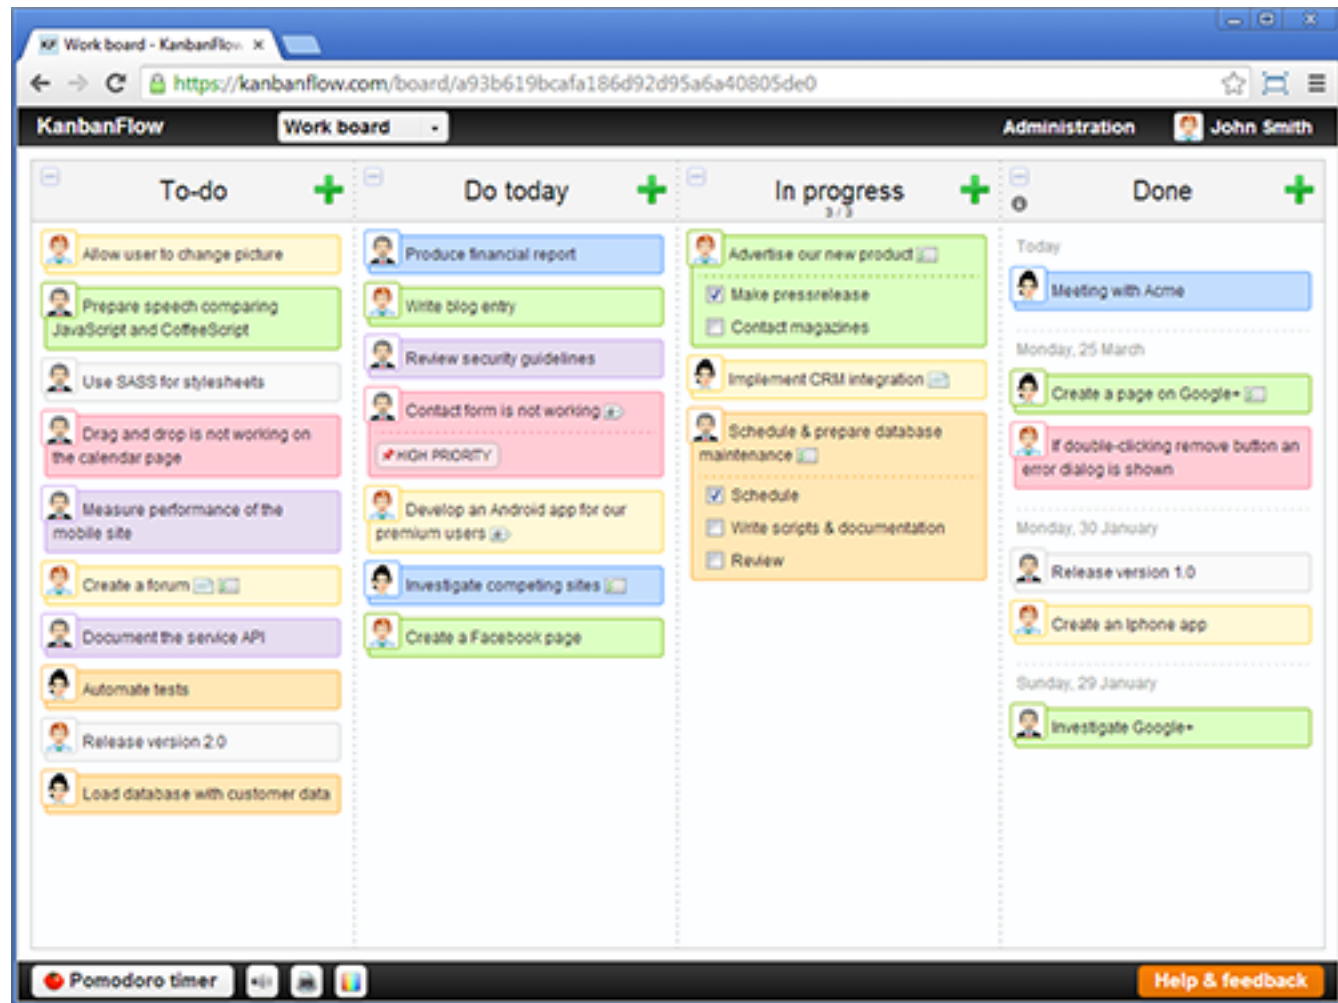 Work board - KanbanFlow
https://kanbanflow.com/board/a93b619bcafa186d92d95a6a40805de0
KanbanFlow
Work board
Administration
John Smith
To-do
Allow user to change picture
Prepare speech comparing
JavaScript and CoffeeScript
Use SASS for stylesheets
Drag and drop is not working on
the calendar page
Measure performance of the
mobile site
Create a forum
Document the service API
Automate tests
Release version 2.0
Load database with customer data
Do today
Produce financial report
Write blog entry
Review security guidelines
Contact form is not working
HIGH PRIORITY
Develop an Android app for our
premium users
Investigate competing sites
Create a Facebook page
In progress
3 / 3
Advertise our new product
Make pressrelease
Contact magazines
Implement CRM integration
Schedule & prepare database
maintenance
Schedule
Write scripts & documentation
Review
Done
Today
Meeting with Acme
Monday, 25 March
Create a page on Google+
If double-clicking remove button an
error dialog is shown
Monday, 30 January
Release version 1.0
Create an Iphone app
Sunday, 29 January
Investigate Google+
Pomodoro timer
Help & feedback